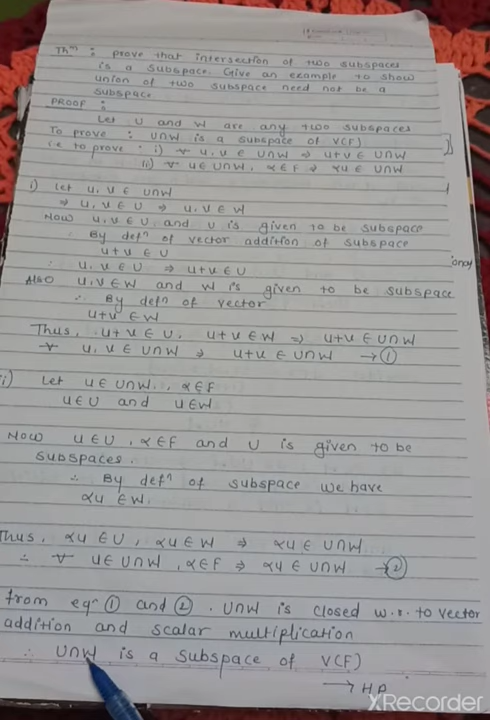 Thm : prove that intersection of two subspaces
is a subspace. Give an example to show
union of two subspace need not be a
subspace
PROOF :
Let U and W are any two subspaces
To prove : U∩W is a subspace of V(F)
i.e to prove : i) ∀ u, v ∈ U∩W ⇒ u+v ∈ U∩W
ii) ∀ u ∈ U∩W, α ∈ F ⇒ αu ∈ U∩W
i) Let u, v ∈ U∩W
⇒ u, v ∈ U ⇒ u, v ∈ W
Now u, v ∈ U, and U is given to be subspace
∴ By defn of vector addition of subspace
u+v ∈ U
∴ u, v ∈ U ⇒ u+v ∈ U
Also u, v ∈ W and W is given to be subspace
∴ By defn of vector
u+v ∈ W
Thus, u+v ∈ U, u+v ∈ W ⇒ u+v ∈ U∩W
∀ u, v ∈ U∩W ⇒ u+v ∈ U∩W → ①
ii) Let u ∈ U∩W, α ∈ F
u ∈ U and u ∈ W
Now u ∈ U, α ∈ F and U is given to be
subspaces.
∴ By defn of subspace we have
αu ∈ W.
Thus, αu ∈ U, αu ∈ W ⇒ αu ∈ U∩W
∴ ∀ u ∈ U∩W, α ∈ F ⇒ αu ∈ U∩W → ②
from eqn ① and ②. U∩W is closed w.r. to vector
addition and scalar multiplication
∴ U∩W is a subspace of V(F)
→ HP
XRecorder